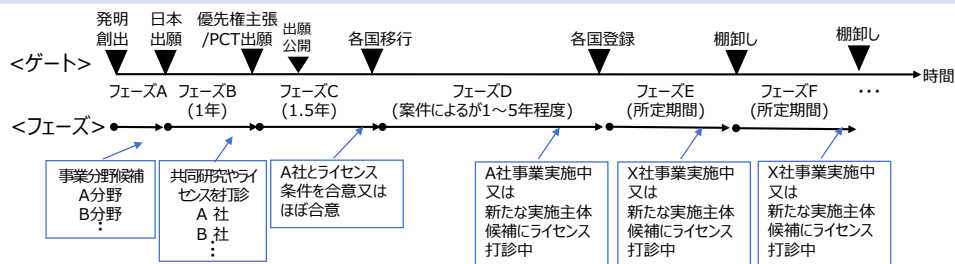 発明
創出
日本
出願
優先権主張
/PCT出願
出願
公開
各国移行
各国登録
棚卸し
棚卸し
<ゲート>
時間
フェーズA
フェーズB
(1年)
フェーズC
(1.5年)
フェーズD
(案件によるが1～5年程度)
フェーズE
(所定期間)
フェーズF
(所定期間)
…
<フェーズ>
事業分野候補
A分野
B分野
…
共同研究やライ
センスを打診
A 社
B 社
…
A社とライセンス
条件を合意又は
ほぼ合意
A社事業実施中
又は
新たな実施主体
候補にライセンス
打診中
X社事業実施中
又は
新たな実施主体
候補にライセンス
打診中
X社事業実施中
又は
新たな実施主体
候補にライセンス
打診中